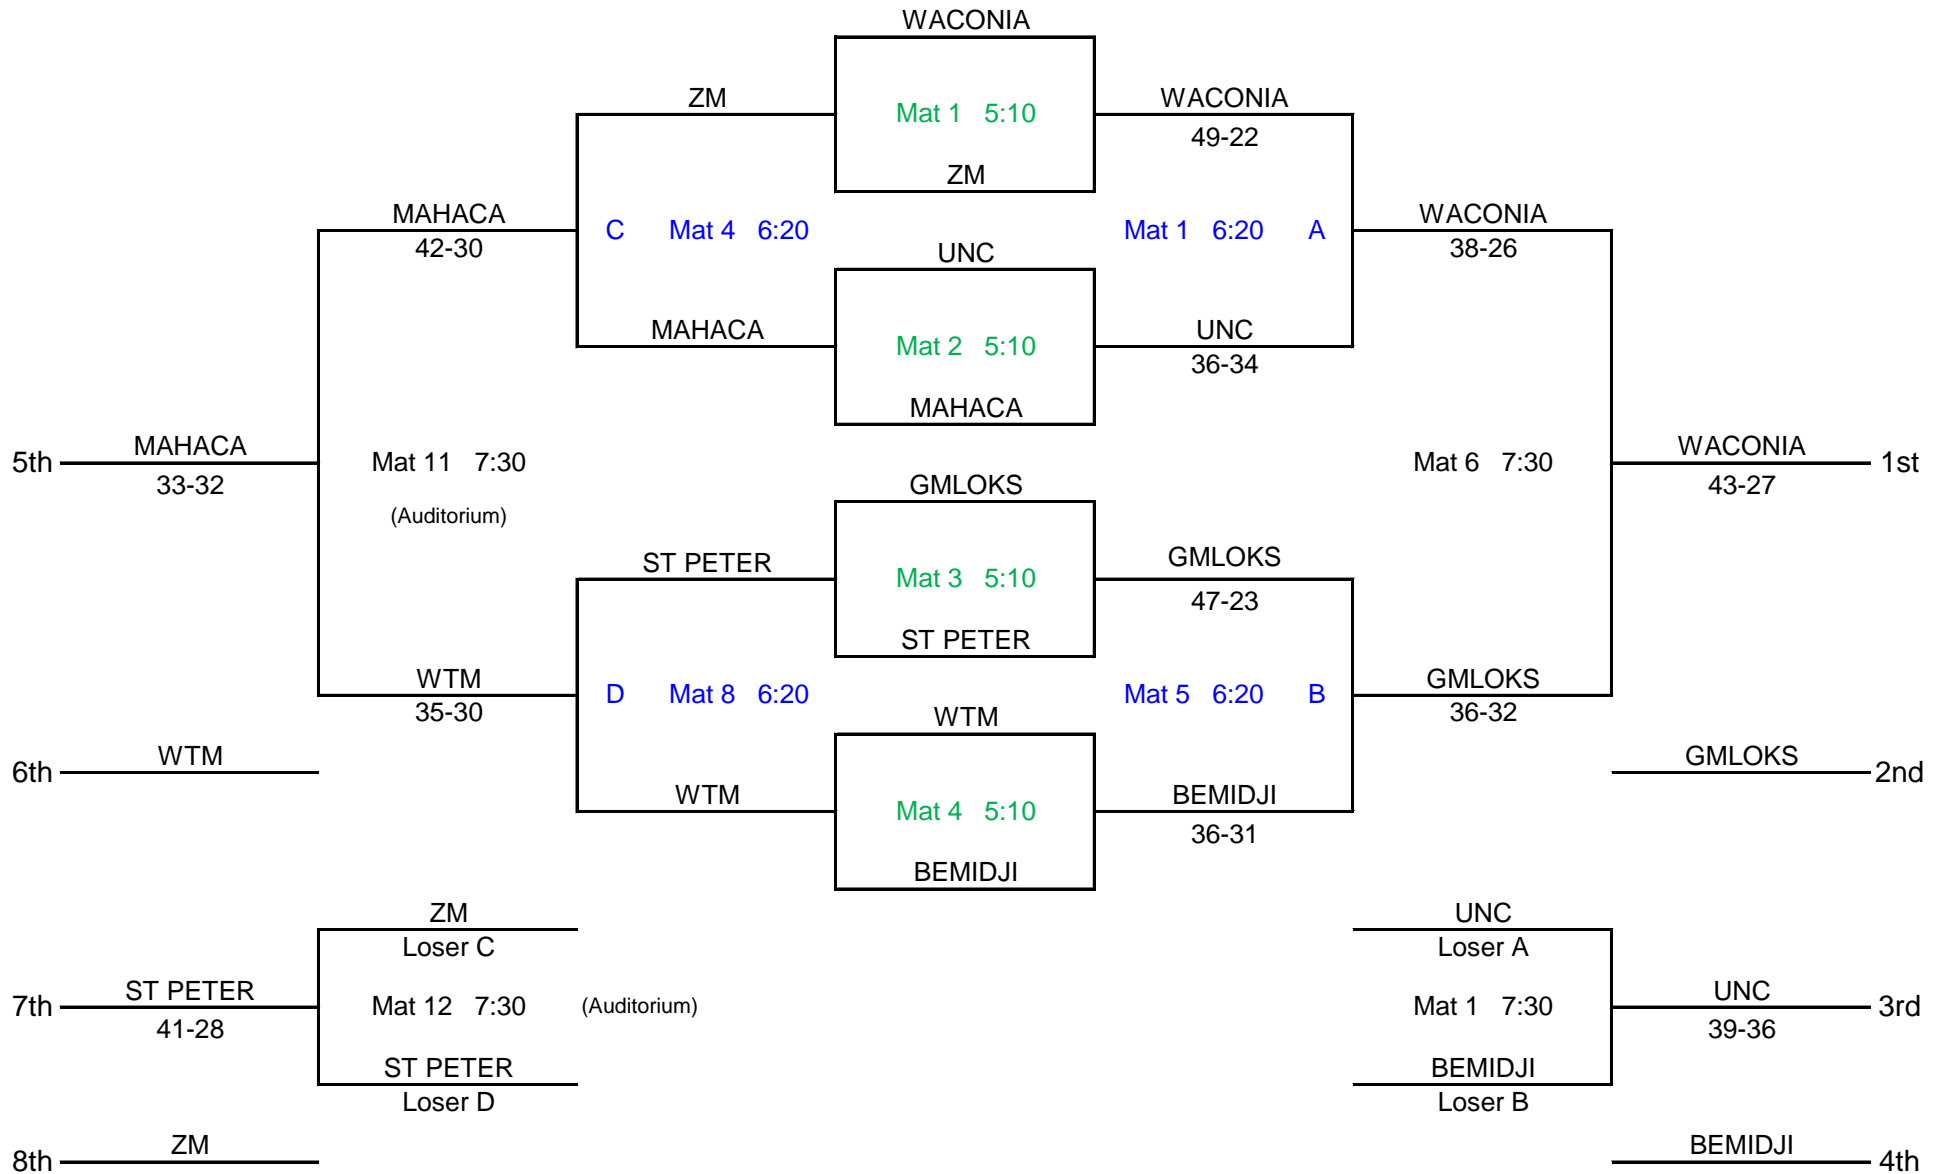 WACONIA
ZM
Mat 1 5:10
WACONIA
49-22
ZM
MAHACA
42-30
C Mat 4 6:20
Mat 1 6:20 A
WACONIA
38-26
UNC
MAHACA
Mat 2 5:10
UNC
36-34
MAHACA
5th
MAHACA
33-32
Mat 11 7:30
(Auditorium)
Mat 6 7:30
WACONIA
43-27
1st
GMLOKS
ST PETER
Mat 3 5:10
GMLOKS
47-23
ST PETER
WTM
35-30
D Mat 8 6:20
Mat 5 6:20 B
GMLOKS
36-32
WTM
6th
WTM
GMLOKS
2nd
WTM
Mat 4 5:10
BEMIDJI
36-31
BEMIDJI
ZM
Loser C
UNC
Loser A
7th
ST PETER
41-28
Mat 12 7:30 (Auditorium)
Mat 1 7:30
UNC
39-36
3rd
ST PETER
Loser D
BEMIDJI
Loser B
8th
ZM
BEMIDJI
4th